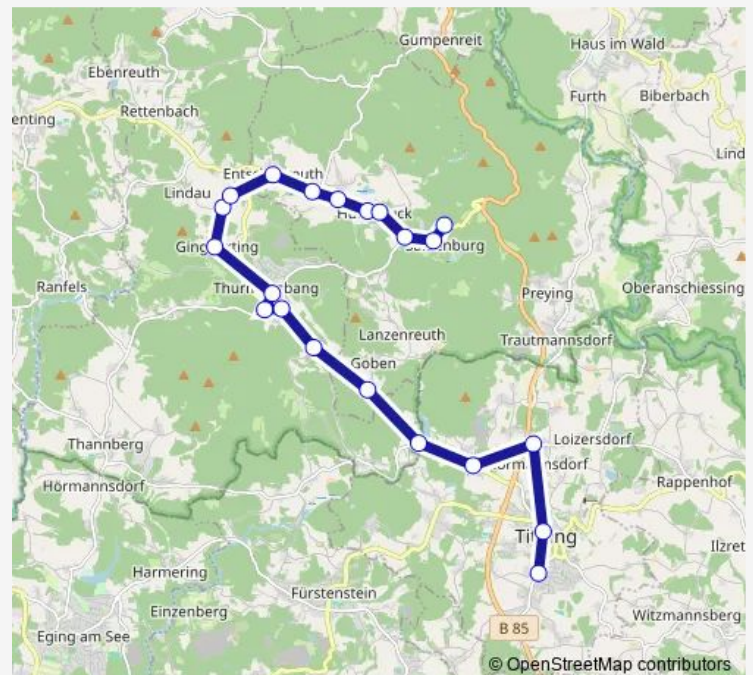 Gumpenreit
Haus im Wald
Ebenreuth
Furth
Biberbach
Rettenbach
enting
Lind
Lindau
Ranfels
Oberanschiessing
Preying
Lanzenreuth
Trautmannsdorf
Goben
Thannberg
Loizersdorf
Hörmannsdorf
Rappenhof
Ilzret
Harmering
Fürstenstein
Einzenberg
Witzmannsberg
B 85
Eging am See
© OpenStreetMap contributors